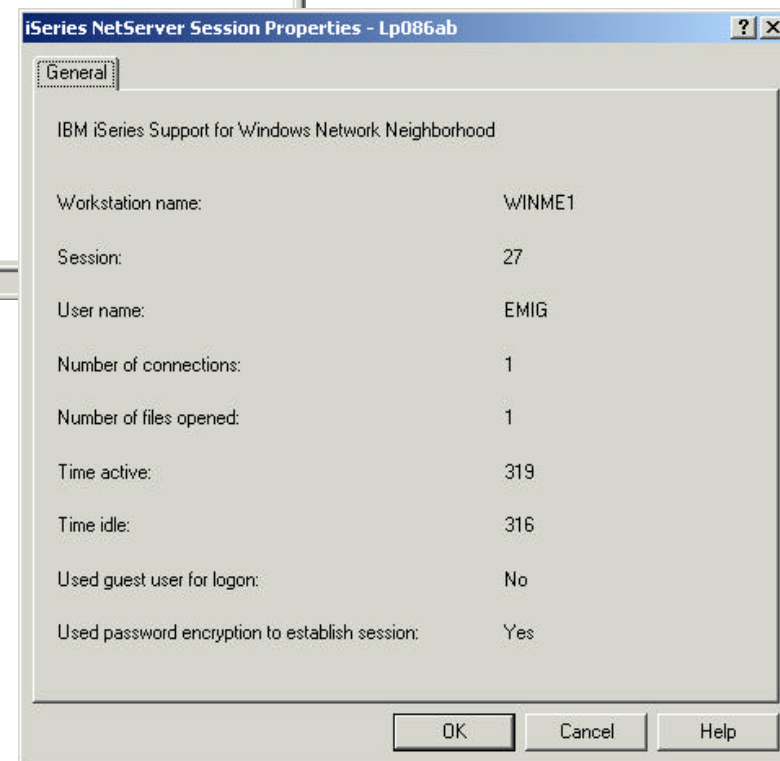 iSeries NetServer Session Properties - Lp086ab
General
IBM iSeries Support for Windows Network Neighborhood
Workstation name: WINME1
Session: 27
User name: EMIG
Number of connections: 1
Number of files opened: 1
Time active: 319
Time idle: 316
Used guest user for logon: No
Used password encryption to establish session: Yes
OK Cancel Help